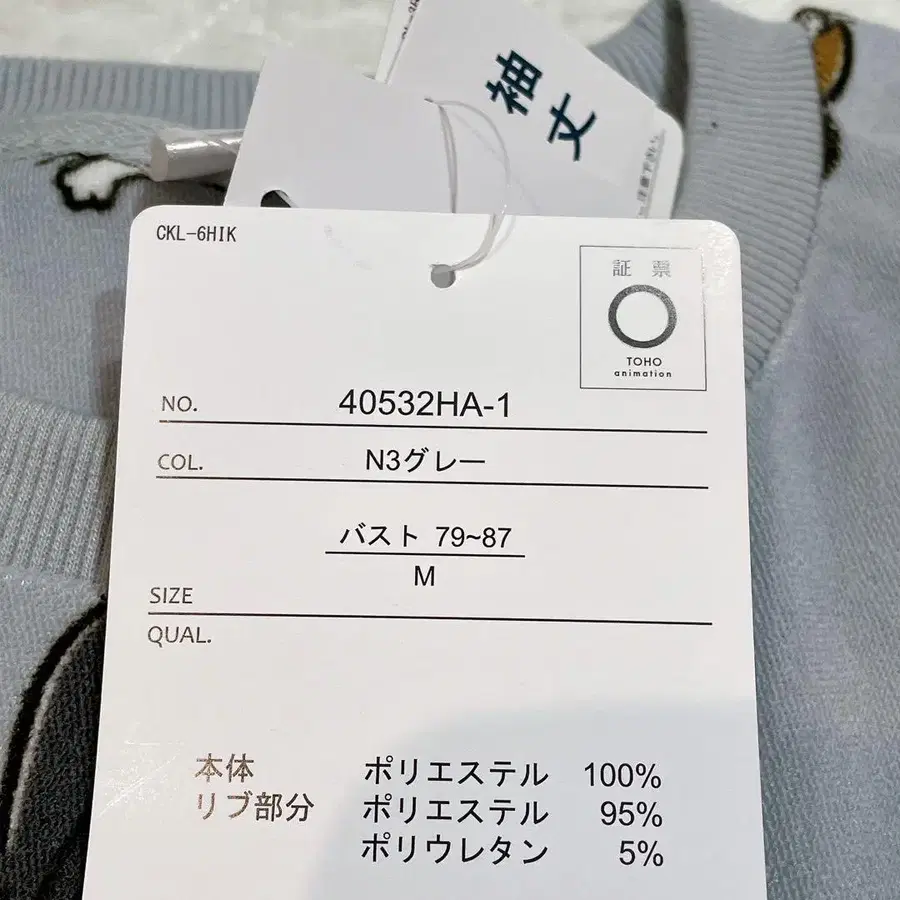 袖丈
CKL-6HIK
証 票
TOHO
animation
NO. 40532HA-1
COL. N3グレー
バスト 79~87
M
SIZE
QUAL.
本体 ポリエステル 100%
リブ部分 ポリエステル 95%
ポリウレタン 5%